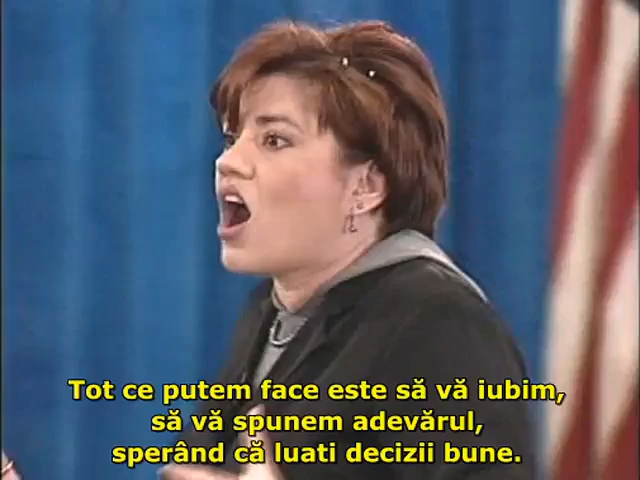 Tot ce putem face este să vă iubim,
să vă spunem adevărul,
sperând că luati decizii bune.